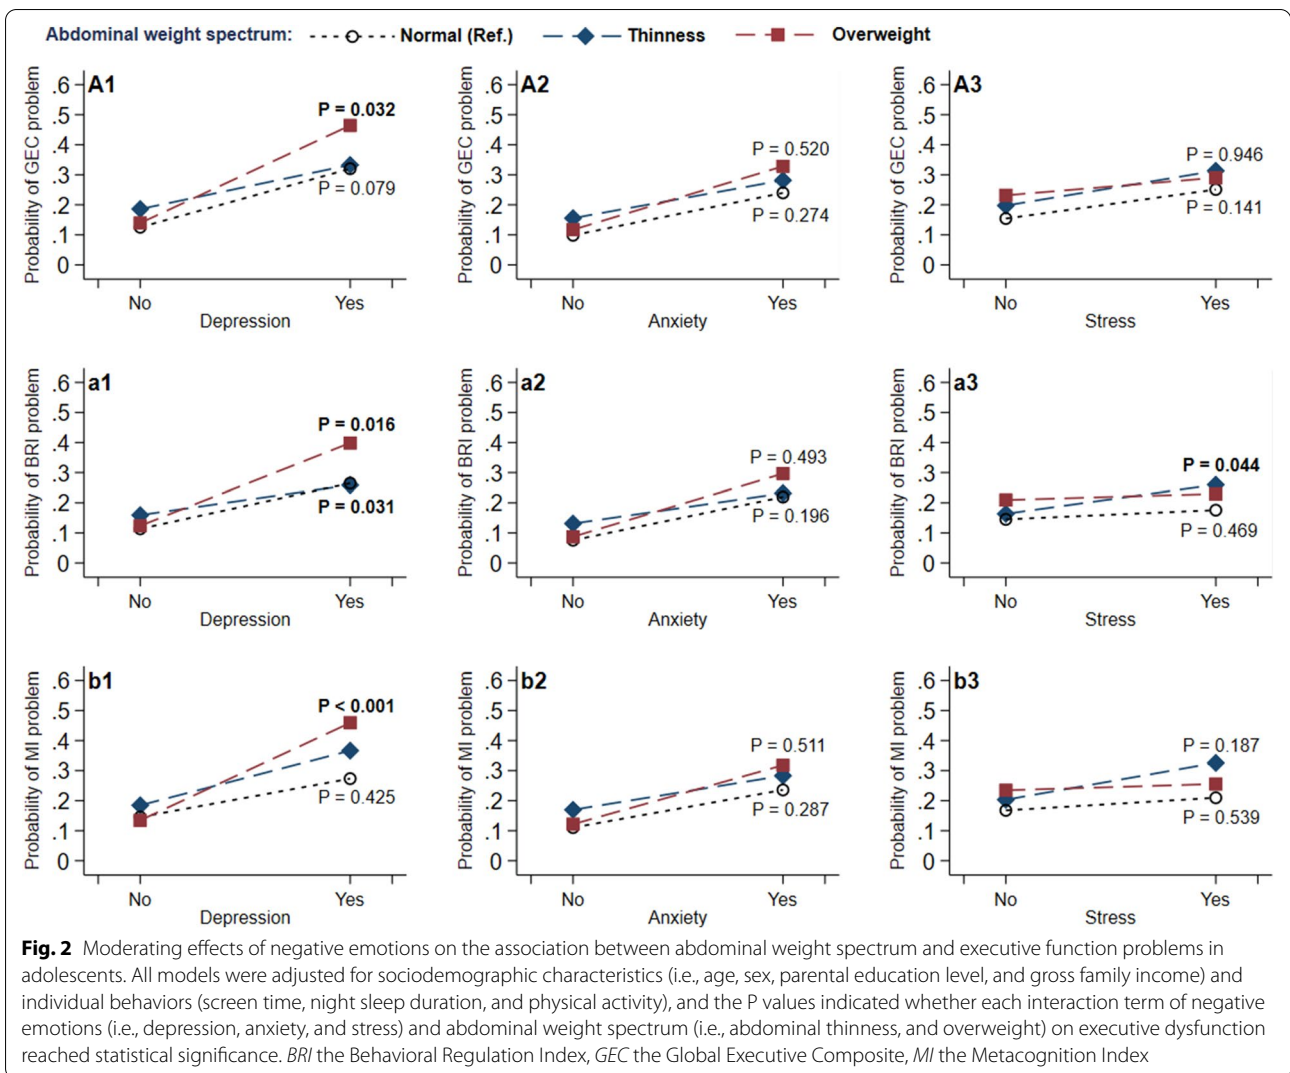 Abdominal weight spectrum: Normal (Ref.) Thinness Overweight
A1
Probability of GEC problem
.6
.5
.4
.3
.2
.1
0
P = 0.032
P = 0.079
No Yes
Depression
A2
Probability of GEC problem
.6
.5
.4
.3
.2
.1
0
P = 0.520
P = 0.274
No Yes
Anxiety
A3
Probability of GEC problem
.6
.5
.4
.3
.2
.1
0
P = 0.946
P = 0.141
No Yes
Stress
a1
Probability of BRI problem
.6
.5
.4
.3
.2
.1
0
P = 0.016
P = 0.031
No Yes
Depression
a2
Probability of BRI problem
.6
.5
.4
.3
.2
.1
0
P = 0.493
P = 0.196
No Yes
Anxiety
a3
Probability of BRI problem
.6
.5
.4
.3
.2
.1
0
P = 0.044
P = 0.469
No Yes
Stress
b1
Probability of MI problem
.6
.5
.4
.3
.2
.1
0
P < 0.001
P = 0.425
No Yes
Depression
b2
Probability of MI problem
.6
.5
.4
.3
.2
.1
0
P = 0.511
P = 0.287
No Yes
Anxiety
b3
Probability of MI problem
.6
.5
.4
.3
.2
.1
0
P = 0.187
P = 0.539
No Yes
Stress
Fig. 2 Moderating effects of negative emotions on the association between abdominal weight spectrum and executive function problems in
adolescents. All models were adjusted for sociodemographic characteristics (i.e., age, sex, parental education level, and gross family income) and
individual behaviors (screen time, night sleep duration, and physical activity), and the P values indicated whether each interaction term of negative
emotions (i.e., depression, anxiety, and stress) and abdominal weight spectrum (i.e., abdominal thinness, and overweight) on executive dysfunction
reached statistical significance. BRI the Behavioral Regulation Index, GEC the Global Executive Composite, MI the Metacognition Index